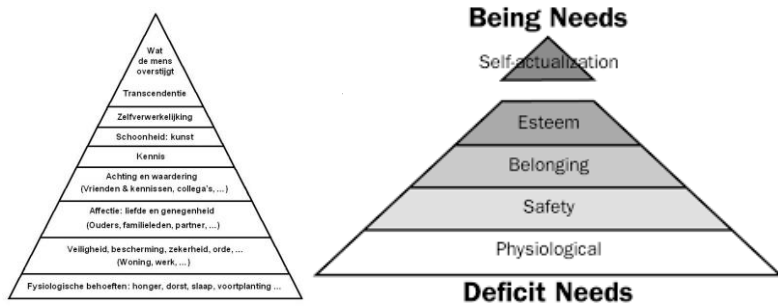 Wat
de mens
overstijgt
Transcendentie
Zelfverwerkelijking
Schoonheid: kunst
Kennis
Achting en waardering
(Vrienden & kennissen, collega's, ...)
Affectie: liefde en genegenheid
(Ouders, familieleden, partner, ...)
Veiligheid, bescherming, zekerheid, orde, ...
(Woning, werk, ...)
Fysiologische behoeften: honger, dorst, slaap, voortplanting ...
Being Needs
Self-actualization
Esteem
Belonging
Safety
Physiological
Deficit Needs